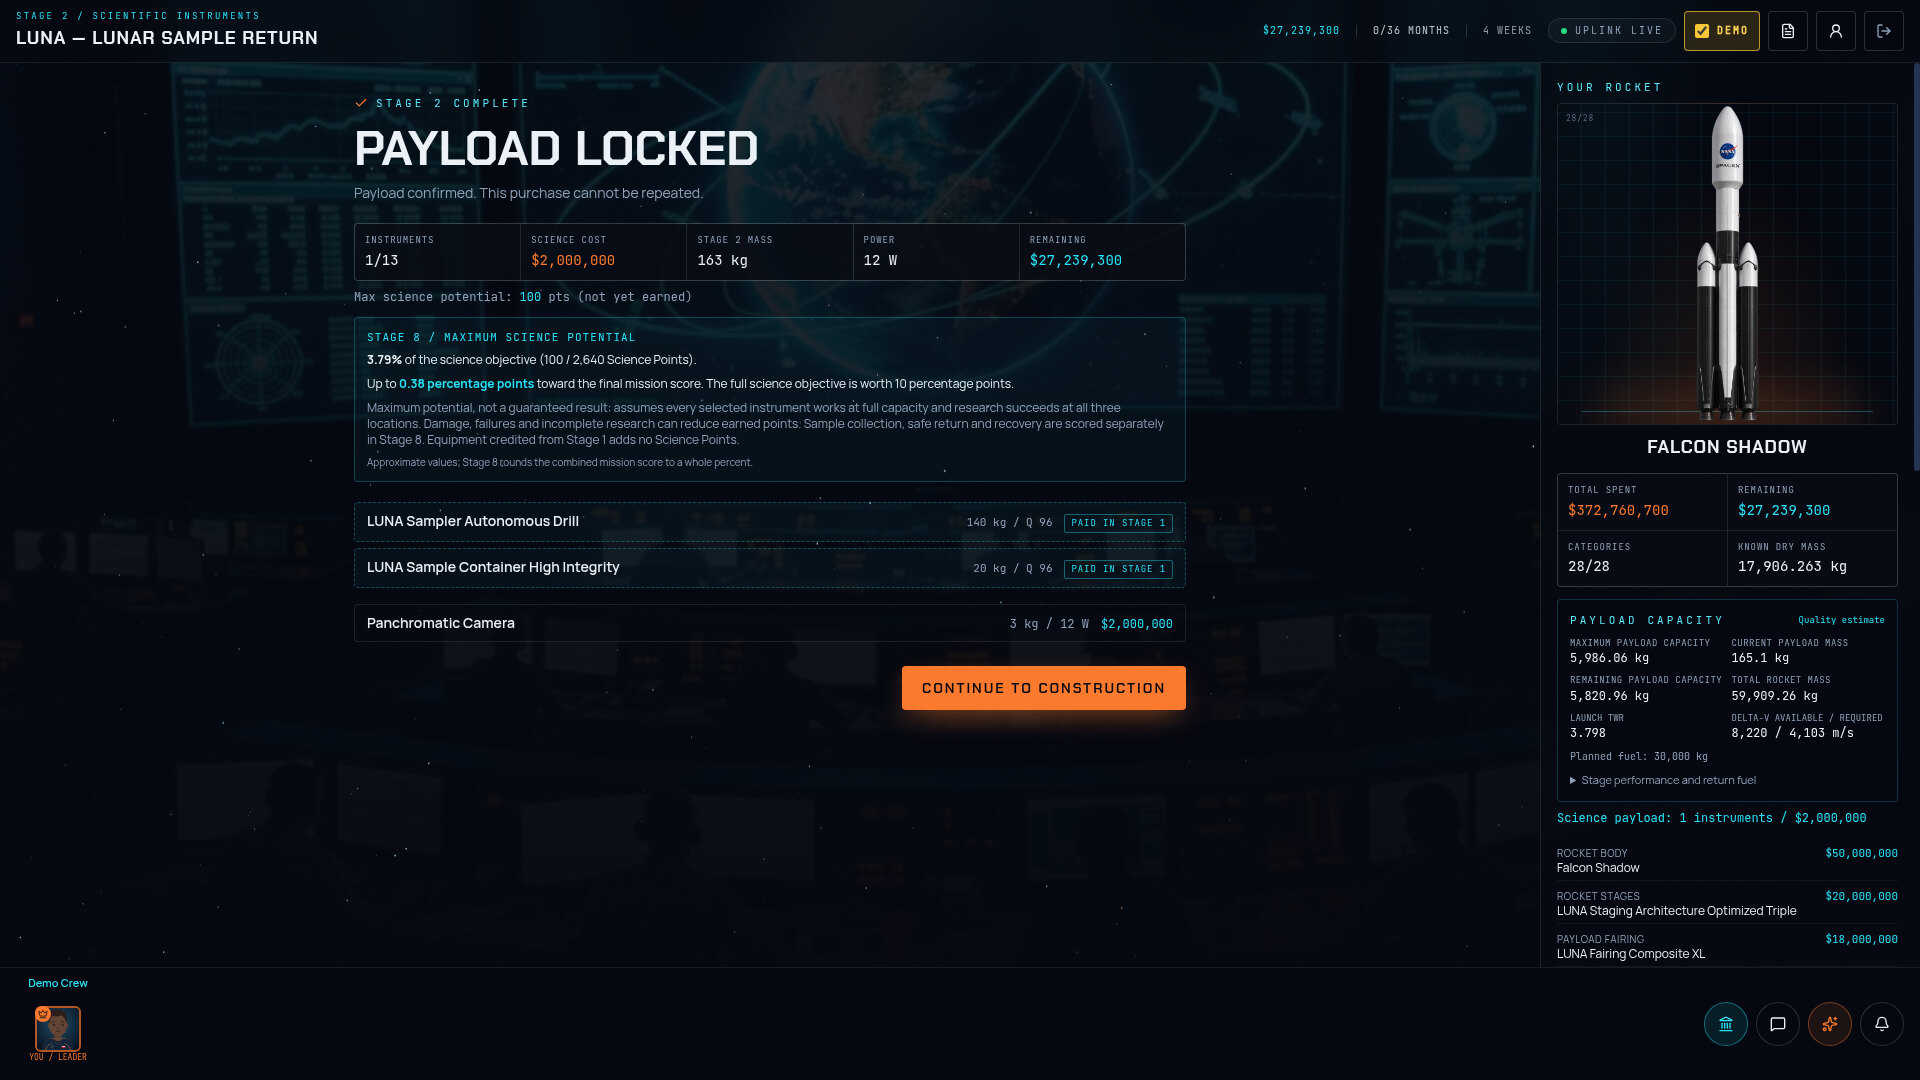 STAGE 2 / SCIENTIFIC INSTRUMENTS
LUNA — LUNAR SAMPLE RETURN
$27,239,300
0/36 MONTHS
4 WEEKS
UPLINK LIVE
DEMO
STAGE 2 COMPLETE
PAYLOAD LOCKED
Payload confirmed. This purchase cannot be repeated.
INSTRUMENTS
1/13
SCIENCE COST
$2,000,000
STAGE 2 MASS
163 kg
POWER
12 W
REMAINING
$27,239,300
Max science potential: 100 pts (not yet earned)
STAGE 8 / MAXIMUM SCIENCE POTENTIAL
3.79% of the science objective (100 / 2,640 Science Points).
Up to 0.38 percentage points toward the final mission score. The full science objective is worth 10 percentage points.
Maximum potential, not a guaranteed result: assumes every selected instrument works at full capacity and research succeeds at all three
locations. Damage, failures and incomplete research can reduce earned points. Sample collection, safe return and recovery are scored separately
in Stage 8. Equipment credited from Stage 1 adds no Science Points.
Approximate values; Stage 8 rounds the combined mission score to a whole percent.
LUNA Sampler Autonomous Drill
140 kg / Q 96
PAID IN STAGE 1
LUNA Sample Container High Integrity
20 kg / Q 96
PAID IN STAGE 1
Panchromatic Camera
3 kg / 12 W
$2,000,000
CONTINUE TO CONSTRUCTION
YOUR ROCKET
28/28
NASA
FALCON SHADOW
TOTAL SPENT
$372,760,700
REMAINING
$27,239,300
CATEGORIES
28/28
KNOWN DRY MASS
17,906.263 kg
PAYLOAD CAPACITY
Quality estimate
MAXIMUM PAYLOAD CAPACITY
5,986.06 kg
CURRENT PAYLOAD MASS
165.1 kg
REMAINING PAYLOAD CAPACITY
5,820.96 kg
TOTAL ROCKET MASS
59,909.26 kg
LAUNCH TWR
3.798
DELTA-V AVAILABLE / REQUIRED
8,220 / 4,103 m/s
Planned fuel: 30,000 kg
Stage performance and return fuel
Science payload: 1 instruments / $2,000,000
ROCKET BODY
Falcon Shadow
$50,000,000
ROCKET STAGES
LUNA Staging Architecture Optimized Triple
$20,000,000
PAYLOAD FAIRING
LUNA Fairing Composite XL
$18,000,000
Demo Crew
YOU / LEADER